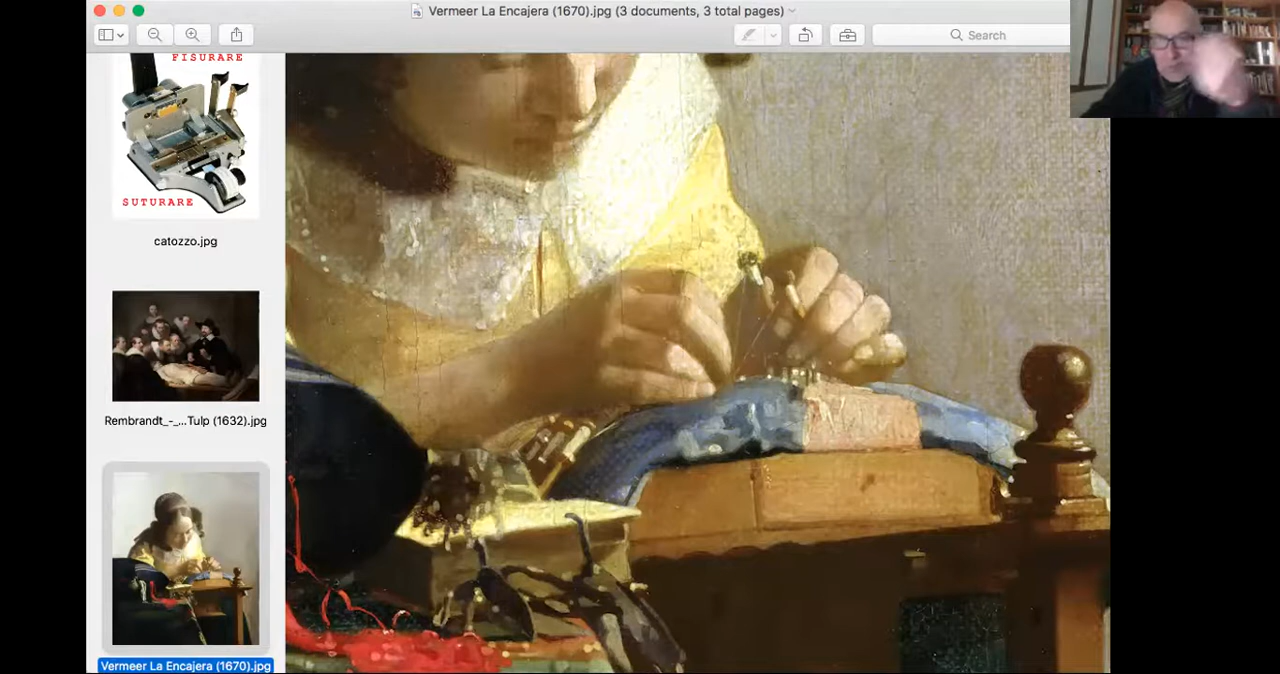 Vermeer La Encajera (1670).jpg (3 documents, 3 total pages)
Search
FISURARE
SUTURARE
catozzo.jpg
Rembrandt_-_...Tulp (1632).jpg
Vermeer La Encajera (1670).jpg